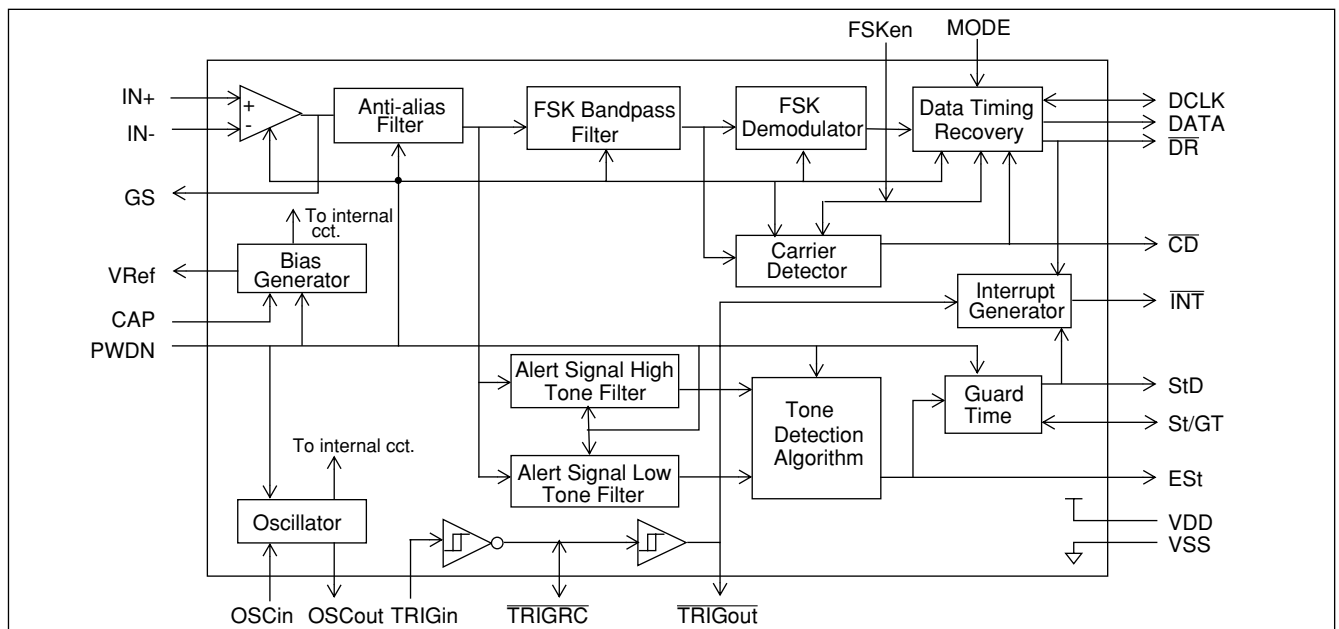 FSKen
MODE
IN+
IN-
+
-
Anti-alias
Filter
FSK Bandpass
Filter
FSK
Demodulator
Data Timing
Recovery
DCLK
DATA
DR
GS
To internal
cct.
VRef
Bias
Generator
Carrier
Detector
CD
CAP
Interrupt
Generator
INT
PWDN
Alert Signal High
Tone Filter
Tone
Detection
Algorithm
Guard
Time
StD
St/GT
To internal cct.
Alert Signal Low
Tone Filter
ESt
Oscillator
VDD
VSS
OSCin
OSCout
TRIGin
TRIGRC
TRIGout